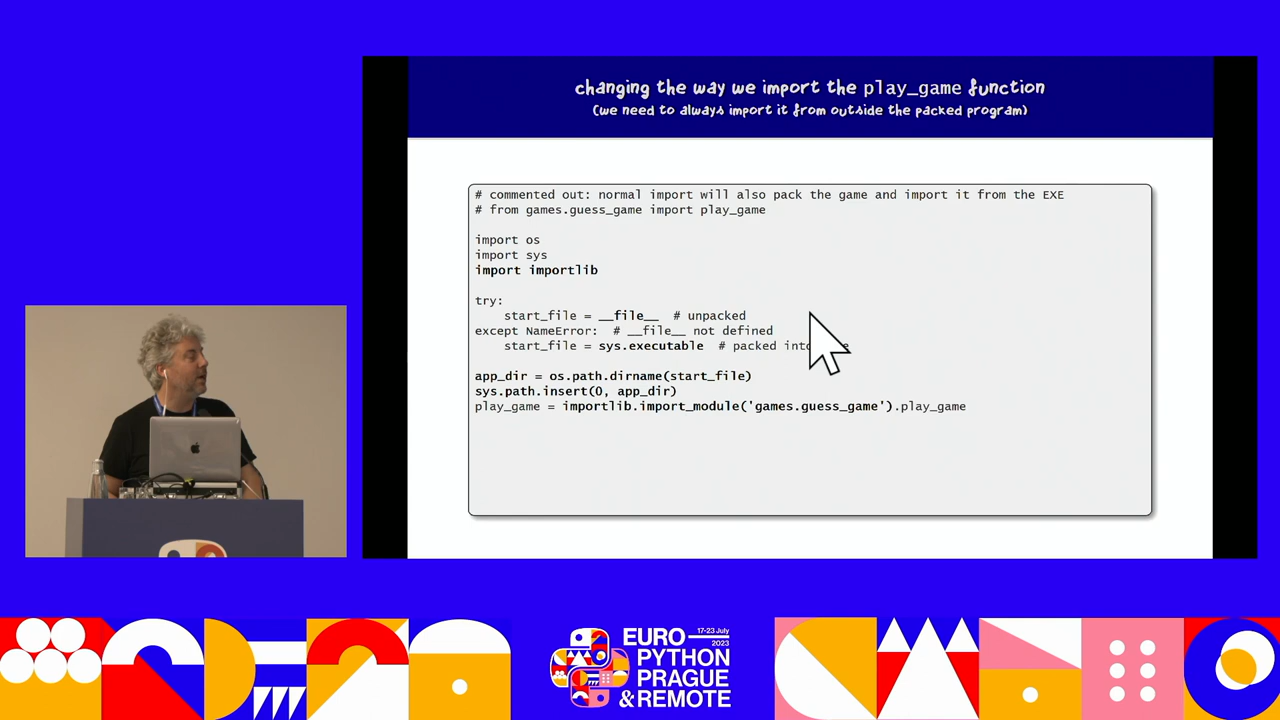 changing the way we import the play_game function
(we need to always import it from outside the packed program)
# commented out: normal import will also pack the game and import it from the EXE
# from games.guess_game import play_game
import os
import sys
import importlib
try:
start_file = __file__  # unpacked
except NameError:  # __file__ not defined
start_file = sys.executable  # packed into
app_dir = os.path.dirname(start_file)
sys.path.insert(0, app_dir)
play_game = importlib.import_module('games.guess_game').play_game
17-23 July
2023
EURO
PYTHON
PRAGUE
& REMOTE